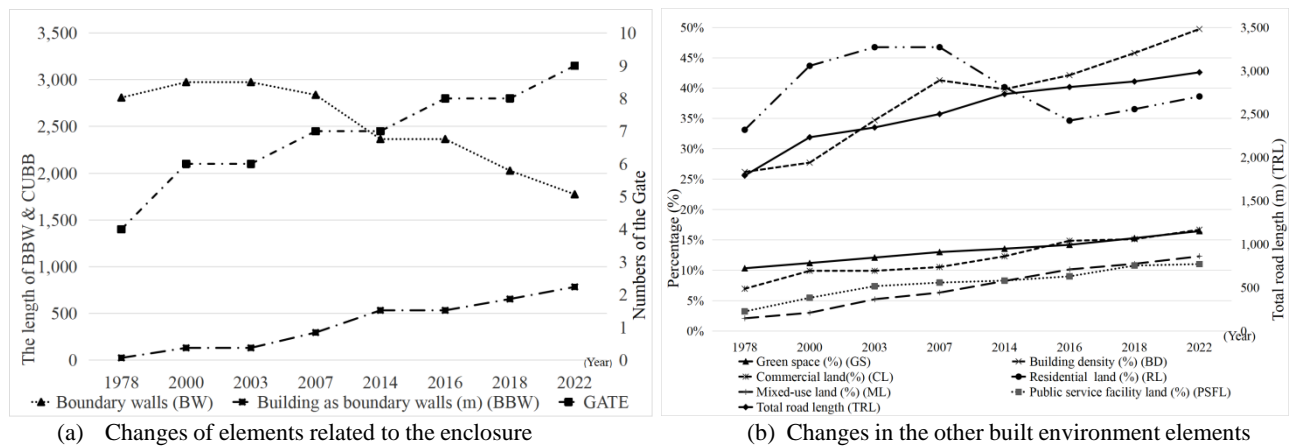 3,500
3,000
2,500
2,000
1,500
1,000
500
0
The length of BBW & CUBB
10
9
8
7
6
5
4
3
2
1
0
Numbers of the Gate
(Year)
1978 2000 2003 2007 2014 2016 2018 2022
Boundary walls (BW) Building as boundary walls (m) (BBW) GATE
(a) Changes of elements related to the enclosure
50%
45%
40%
35%
30%
25%
20%
15%
10%
5%
0%
Percentage (%)
3,500
3,000
2,500
2,000
1,500
1,000
500
0
Total road length (m) (TRL)
1978 2000 2003 2007 2014 2016 2018 2022
(Year)
Green space (%) (GS) Building density (%) (BD)
Commercial land(%) (CL) Residential land (%) (RL)
Mixed-use land (%) (ML) Public service facility land (%) (PSFL)
Total road length (TRL)
(b) Changes in the other built environment elements